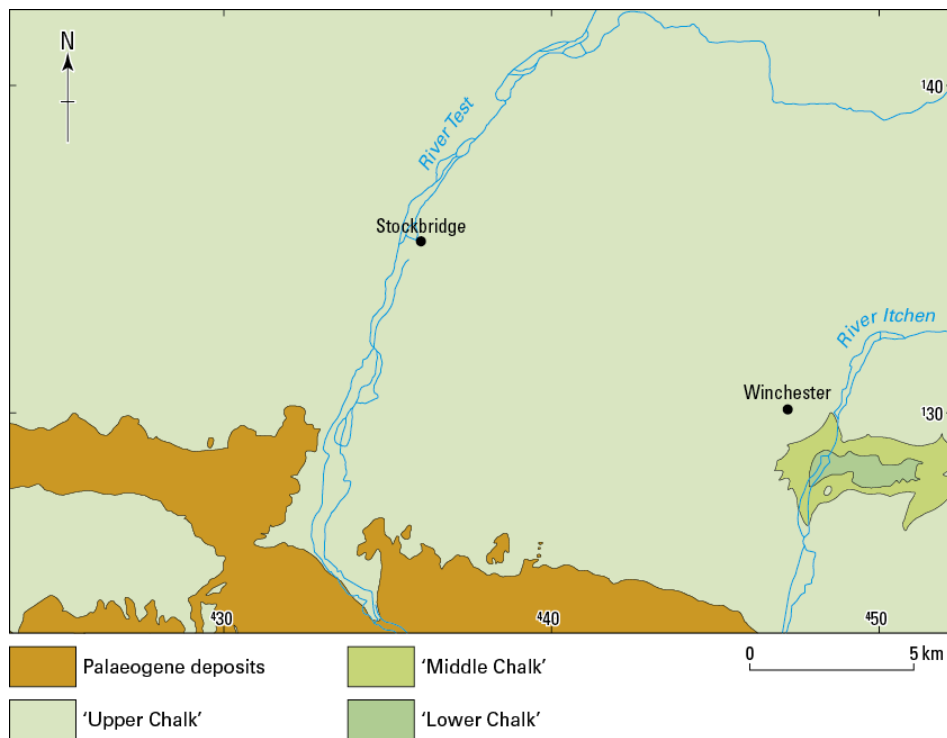 N
¹40
River Test
Stockbridge
River Itchen
Winchester
¹30
⁴30
⁴40
⁴50
0
5 km
Palaeogene deposits
'Middle Chalk'
'Upper Chalk'
'Lower Chalk'